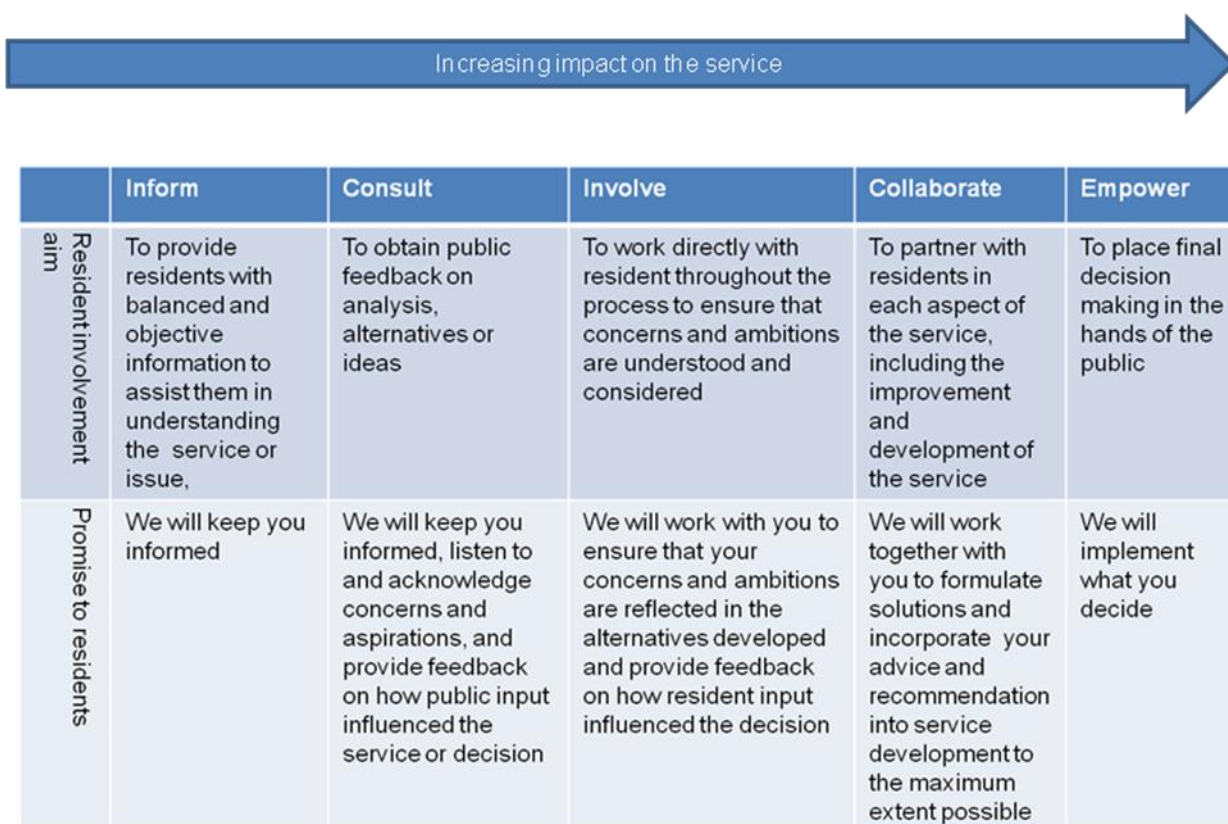 Increasing impact on the service
Inform
Consult
Involve
Collaborate
Empower
Resident involvement
aim
To provide
residents with
balanced and
objective
information to
assist them in
understanding
the service or
issue,
To obtain public
feedback on
analysis,
alternatives or
ideas
To work directly with
resident throughout the
process to ensure that
concerns and ambitions
are understood and
considered
To partner with
residents in
each aspect of
the service,
including the
improvement
and
development of
the service
To place final
decision
making in the
hands of the
public
Promise to residents
We will keep you
informed
We will keep you
informed, listen to
and acknowledge
concerns and
aspirations, and
provide feedback
on how public input
influenced the
service or decision
We will work with you to
ensure that your
concerns and ambitions
are reflected in the
alternatives developed
and provide feedback
on how resident input
influenced the decision
We will work
together with
you to formulate
solutions and
incorporate your
advice and
recommendation
into service
development to
the maximum
extent possible
We will
implement
what you
decide